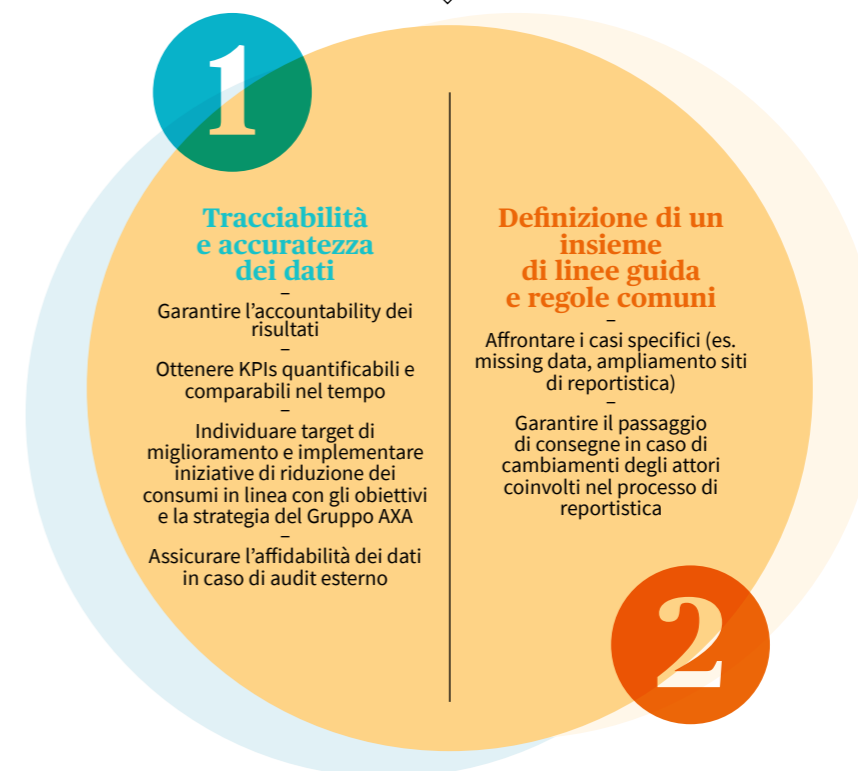 1
Tracciabilità
e accuratezza
dei dati
–
Garantire l'accountability dei
risultati
–
Ottenere KPIs quantificabili e
comparabili nel tempo
–
Individuare target di
miglioramento e implementare
iniziative di riduzione dei
consumi in linea con gli obiettivi
e la strategia del Gruppo AXA
–
Assicurare l'affidabilità dei dati
in caso di audit esterno
Definizione di un
insieme
di linee guida
e regole comuni
–
Affrontare i casi specifici (es.
missing data, ampliamento siti
di reportistica)
–
Garantire il passaggio
di consegne in caso di
cambiamenti degli attori
coinvolti nel processo di
reportistica
2